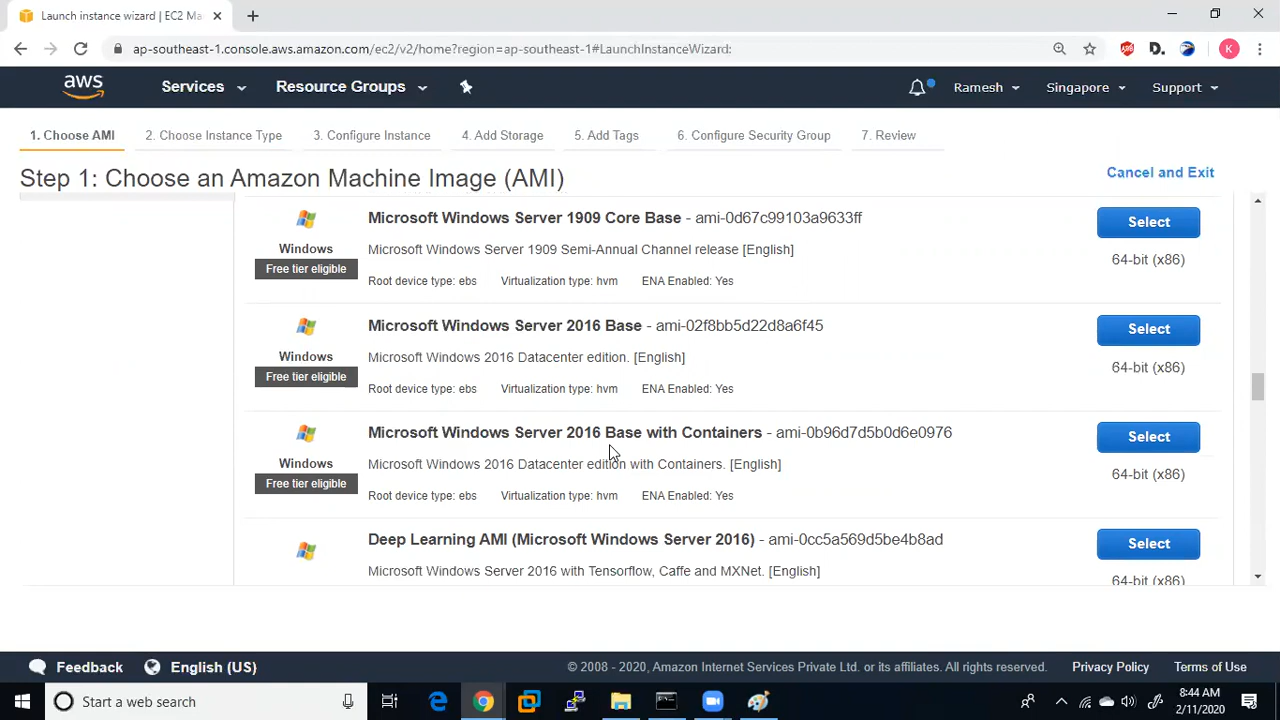 Launch instance wizard | EC2 Ma
ap-southeast-1.console.aws.amazon.com/ec2/v2/home?region=ap-southeast-1#LaunchInstanceWizard:
ABP
D.
K
aws
Services
Resource Groups
Ramesh
Singapore
Support
1. Choose AMI
2. Choose Instance Type
3. Configure Instance
4. Add Storage
5. Add Tags
6. Configure Security Group
7. Review
Step 1: Choose an Amazon Machine Image (AMI)
Cancel and Exit
Microsoft Windows Server 1909 Core Base - ami-0d67c99103a9633ff
Select
Windows
Microsoft Windows Server 1909 Semi-Annual Channel release [English]
64-bit (x86)
Free tier eligible
Root device type: ebs Virtualization type: hvm ENA Enabled: Yes
Microsoft Windows Server 2016 Base - ami-02f8bb5d22d8a6f45
Select
Windows
Microsoft Windows 2016 Datacenter edition. [English]
64-bit (x86)
Free tier eligible
Root device type: ebs Virtualization type: hvm ENA Enabled: Yes
Microsoft Windows Server 2016 Base with Containers - ami-0b96d7d5b0d6e0976
Select
Windows
Microsoft Windows 2016 Datacenter edition with Containers. [English]
64-bit (x86)
Free tier eligible
Root device type: ebs Virtualization type: hvm ENA Enabled: Yes
Deep Learning AMI (Microsoft Windows Server 2016) - ami-0cc5a569d5be4b8ad
Select
Microsoft Windows Server 2016 with Tensorflow, Caffe and MXNet. [English]
64-bit (x86)
Feedback
English (US)
© 2008 - 2020, Amazon Internet Services Private Ltd. or its affiliates. All rights reserved.
Privacy Policy
Terms of Use
Start a web search
8:44 AM
2/11/2020